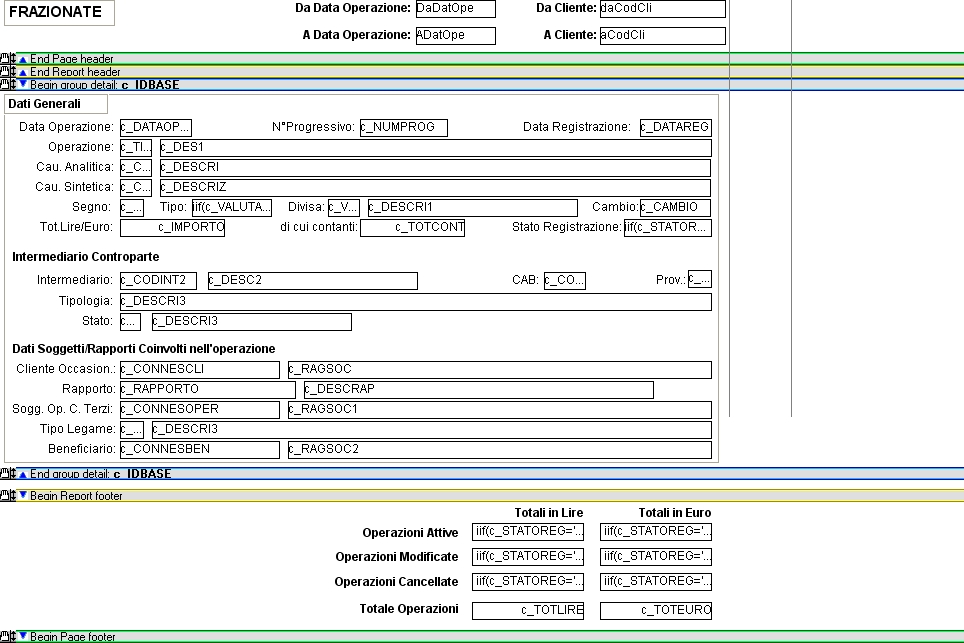 FRAZIONATE
Da Data Operazione: DaDatOpe Da Cliente: daCodCli
A Data Operazione: ADatOpe A Cliente: aCodCli
End Page header
End Report header
Begin group detail: c_IDBASE
Dati Generali
Data Operazione: c_DATAOP... N°Progressivo: c_NUMPROG Data Registrazione: c_DATAREG
Operazione: c_TI... c_DES1
Cau. Analitica: c_C... c_DESCRI
Cau. Sintetica: c_C... c_DESCRIZ
Segno: c_... Tipo: iif(c_VALUTA... Divisa: c_V... c_DESCRI1 Cambio: c_CAMBIO
Tot.Lire/Euro: c_IMPORTO di cui contanti: c_TOTCONT Stato Registrazione: iif(c_STATOR...
Intermediario Controparte
Intermediario: c_CODINT2 c_DESC2 CAB: c_CO... Prov.: c_...
Tipologia: c_DESCRI3
Stato: c... c_DESCRI3
Dati Soggetti/Rapporti Coinvolti nell'operazione
Cliente Occasion.: c_CONNESCLI c_RAGSOC
Rapporto: c_RAPPORTO c_DESCRAP
Sogg. Op. C. Terzi: c_CONNESOPER c_RAGSOC1
Tipo Legame: c_... c_DESCRI3
Beneficiario: c_CONNESBEN c_RAGSOC2
End group detail: c_IDBASE
Begin Report footer
Totali in Lire Totali in Euro
Operazioni Attive iif(c_STATOREG='... iif(c_STATOREG='...
Operazioni Modificate iif(c_STATOREG='... iif(c_STATOREG='...
Operazioni Cancellate iif(c_STATOREG='... iif(c_STATOREG='...
Totale Operazioni c_TOTLIRE c_TOTEURO
Begin Page footer